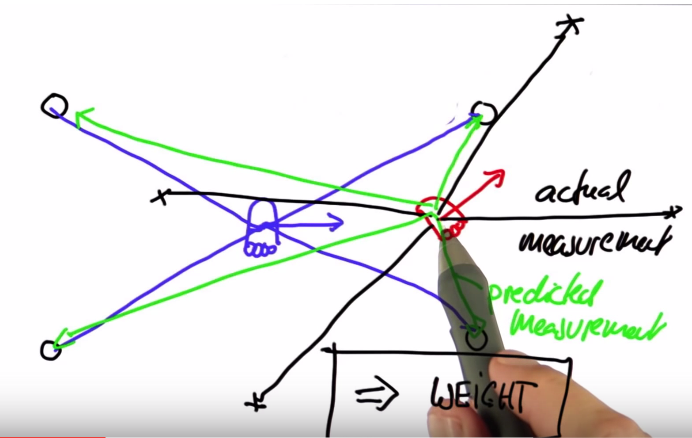 actual
measurement
predicted
measurement
⇒ WEIGHT